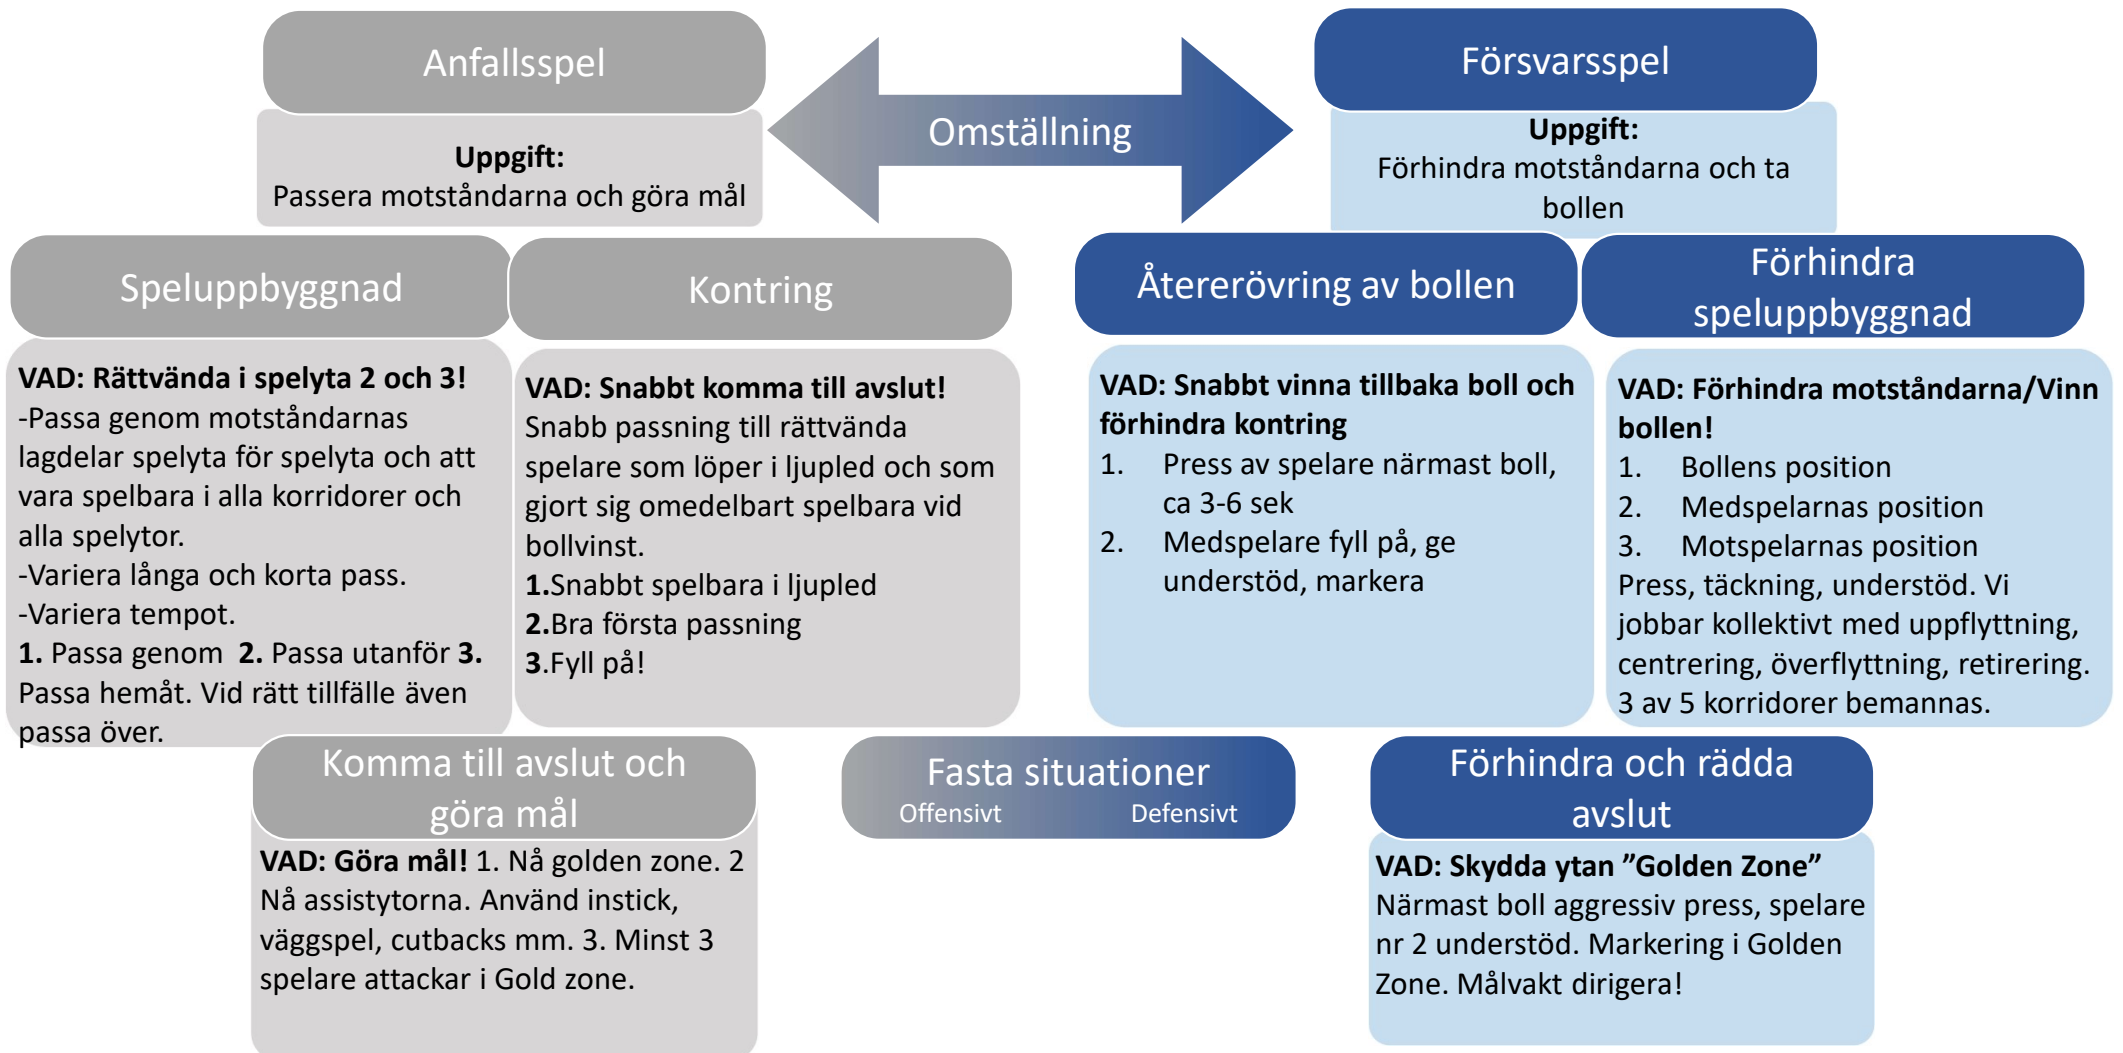 Anfallsspel
Uppgift:
Passera motståndarna och göra mål
Omställning
Försvarsspel
Uppgift:
Förhindra motståndarna och ta
bollen
Speluppbyggnad
VAD: Rättvända i spelyta 2 och 3!
-Passa genom motståndarnas
lagdelar spelyta för spelyta och att
vara spelbara i alla korridorer och
alla spelytor.
-Variera långa och korta pass.
-Variera tempot.
1. Passa genom 2. Passa utanför 3.
Passa hemåt. Vid rätt tillfälle även
passa över.
Kontring
VAD: Snabbt komma till avslut!
Snabb passning till rättvända
spelare som löper i ljupled och som
gjort sig omedelbart spelbara vid
bollvinst.
1.Snabbt spelbara i ljupled
2.Bra första passning
3.Fyll på!
Återerövring av bollen
VAD: Snabbt vinna tillbaka boll och
förhindra kontring
1. Press av spelare närmast boll,
ca 3-6 sek
2. Medspelare fyll på, ge
understöd, markera
Förhindra
speluppbyggnad
VAD: Förhindra motståndarna/Vinn
bollen!
1. Bollens position
2. Medspelarnas position
3. Motspelarnas position
Press, täckning, understöd. Vi
jobbar kollektivt med uppflyttning,
centrering, överflyttning, retirering.
3 av 5 korridorer bemannas.
Komma till avslut och
göra mål
VAD: Göra mål! 1. Nå golden zone. 2
Nå assistytorna. Använd instick,
väggspel, cutbacks mm. 3. Minst 3
spelare attackar i Gold zone.
Fasta situationer
Offensivt Defensivt
Förhindra och rädda
avslut
VAD: Skydda ytan ”Golden Zone”
Närmast boll aggressiv press, spelare
nr 2 understöd. Markering i Golden
Zone. Målvakt dirigera!